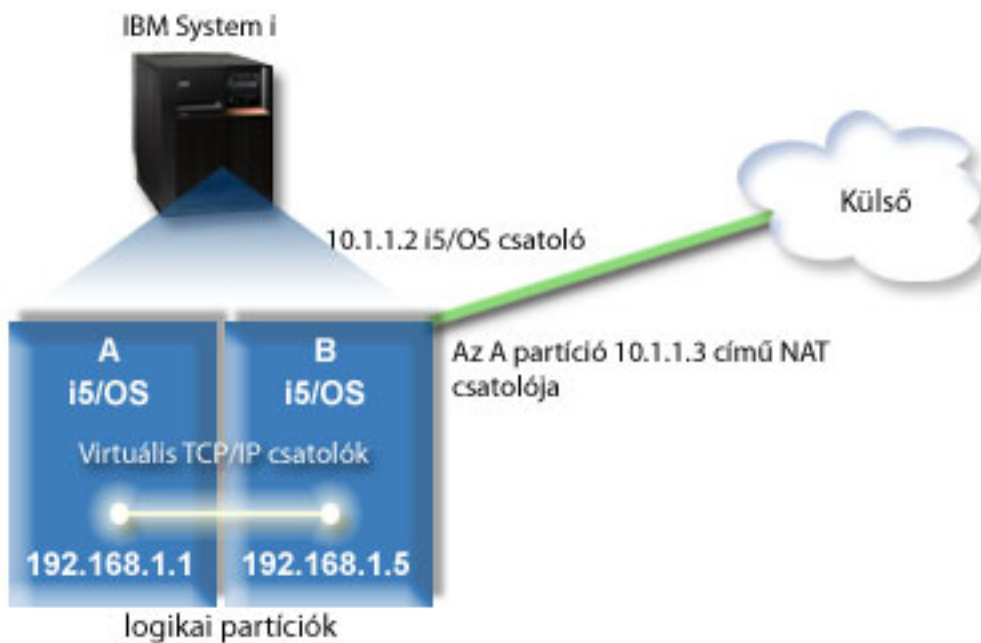 IBM System i
Külső
10.1.1.2 i5/OS csatoló
A
i5/OS
B
i5/OS
Az A partíció 10.1.1.3 című NAT
csatolója
Virtuális TCP/IP csatolók
192.168.1.1
192.168.1.5
logikai partíciók